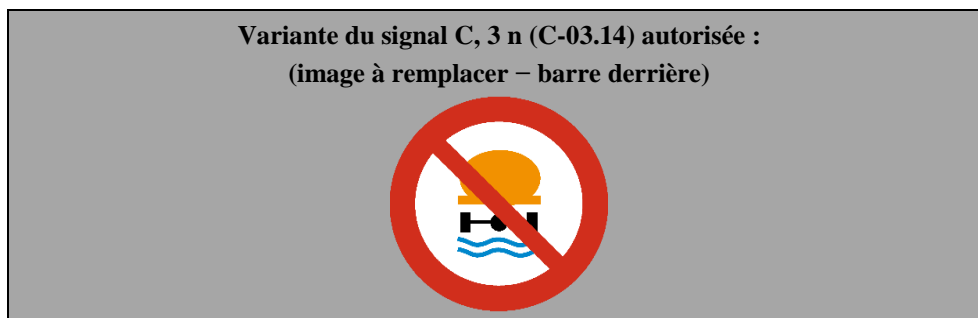 Variante du signal C, 3 n (C-03.14) autorisée :
(image à remplacer − barre derrière)